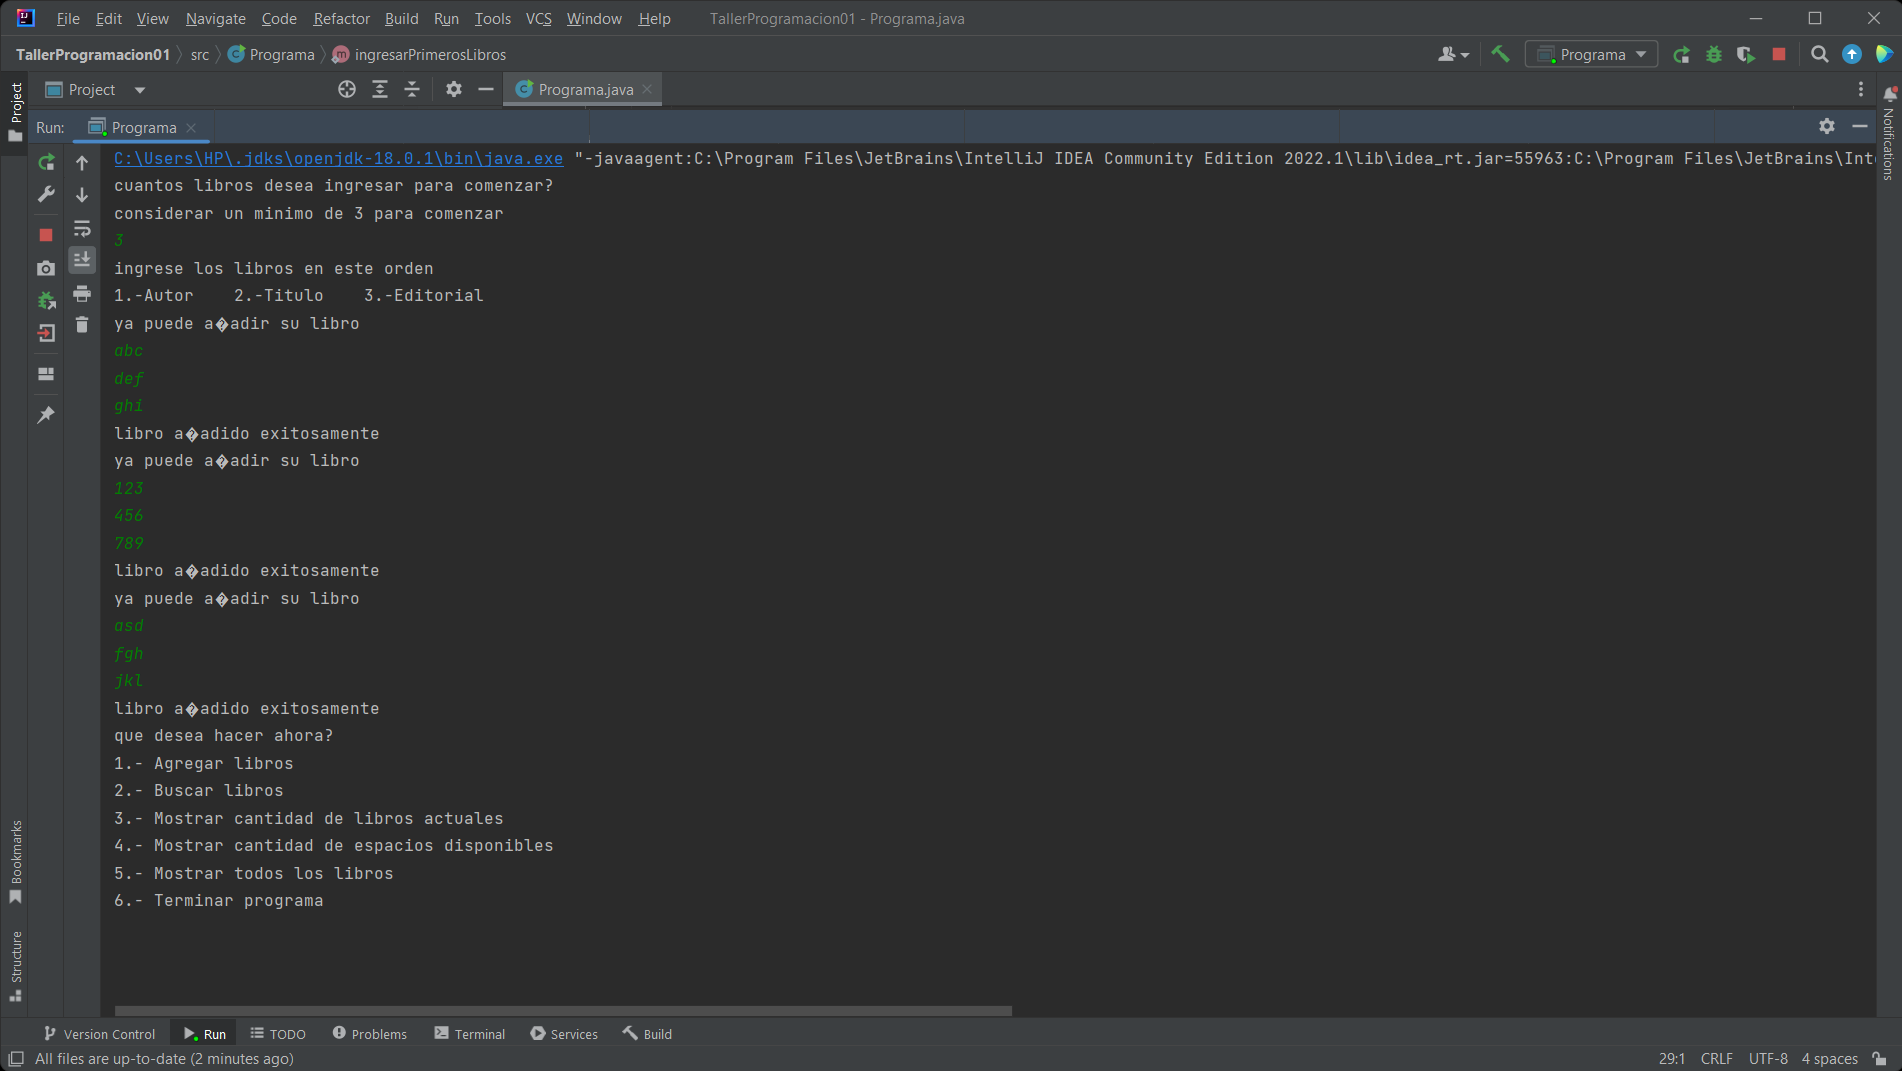 File Edit View Navigate Code Refactor Build Run Tools VCS Window Help TallerProgramacion01 - Programa.java
TallerProgramacion01 src Programa ingresarPrimerosLibros Programa
Project Project Programa.java
Run: Programa
Notifications
C:\Users\HP\.jdks\openjdk-18.0.1\bin\java.exe "-javaagent:C:\Program Files\JetBrains\IntelliJ IDEA Community Edition 2022.1\lib\idea_rt.jar=55963:C:\Program Files\JetBrains\Inte
cuantos libros desea ingresar para comenzar?
considerar un minimo de 3 para comenzar
3
ingrese los libros en este orden
1.-Autor    2.-Titulo    3.-Editorial
ya puede a�adir su libro
abc
def
ghi
libro a�adido exitosamente
ya puede a�adir su libro
123
456
789
libro a�adido exitosamente
ya puede a�adir su libro
asd
fgh
jkl
libro a�adido exitosamente
que desea hacer ahora?
1.- Agregar libros
2.- Buscar libros
3.- Mostrar cantidad de libros actuales
4.- Mostrar cantidad de espacios disponibles
5.- Mostrar todos los libros
6.- Terminar programa
Bookmarks
Structure
Version Control Run TODO Problems Terminal Services Build
All files are up-to-date (2 minutes ago) 29:1 CRLF UTF-8 4 spaces